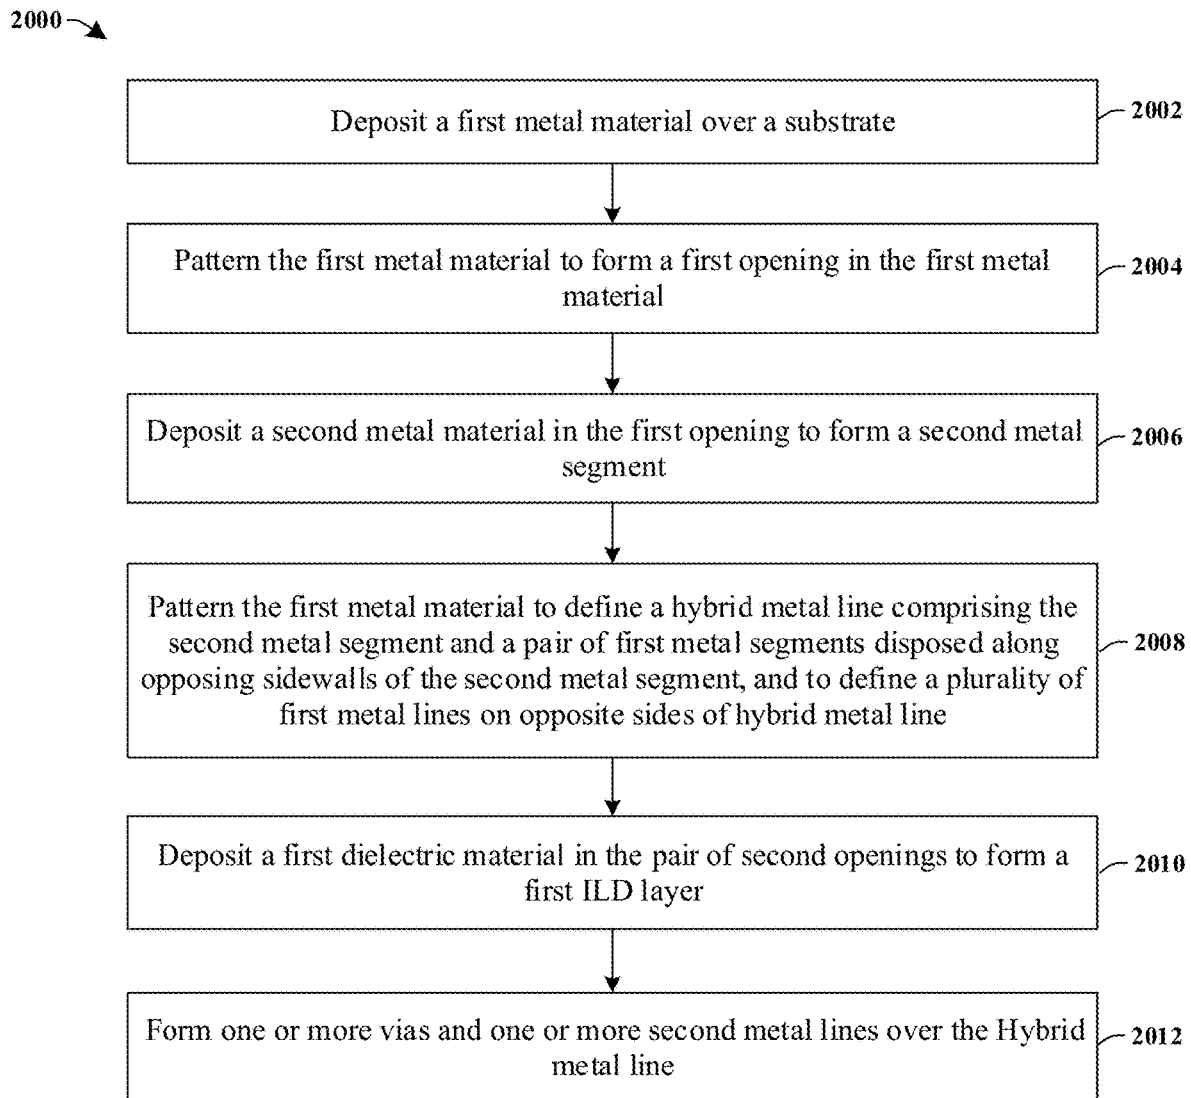 2000
Deposit a first metal material over a substrate
2002
Pattern the first metal material to form a first opening in the first metal
material
2004
Deposit a second metal material in the first opening to form a second metal
segment
2006
Pattern the first metal material to define a hybrid metal line comprising the
second metal segment and a pair of first metal segments disposed along
opposing sidewalls of the second metal segment, and to define a plurality of
first metal lines on opposite sides of hybrid metal line
2008
Deposit a first dielectric material in the pair of second openings to form a
first ILD layer
2010
Form one or more vias and one or more second metal lines over the Hybrid
metal line
2012